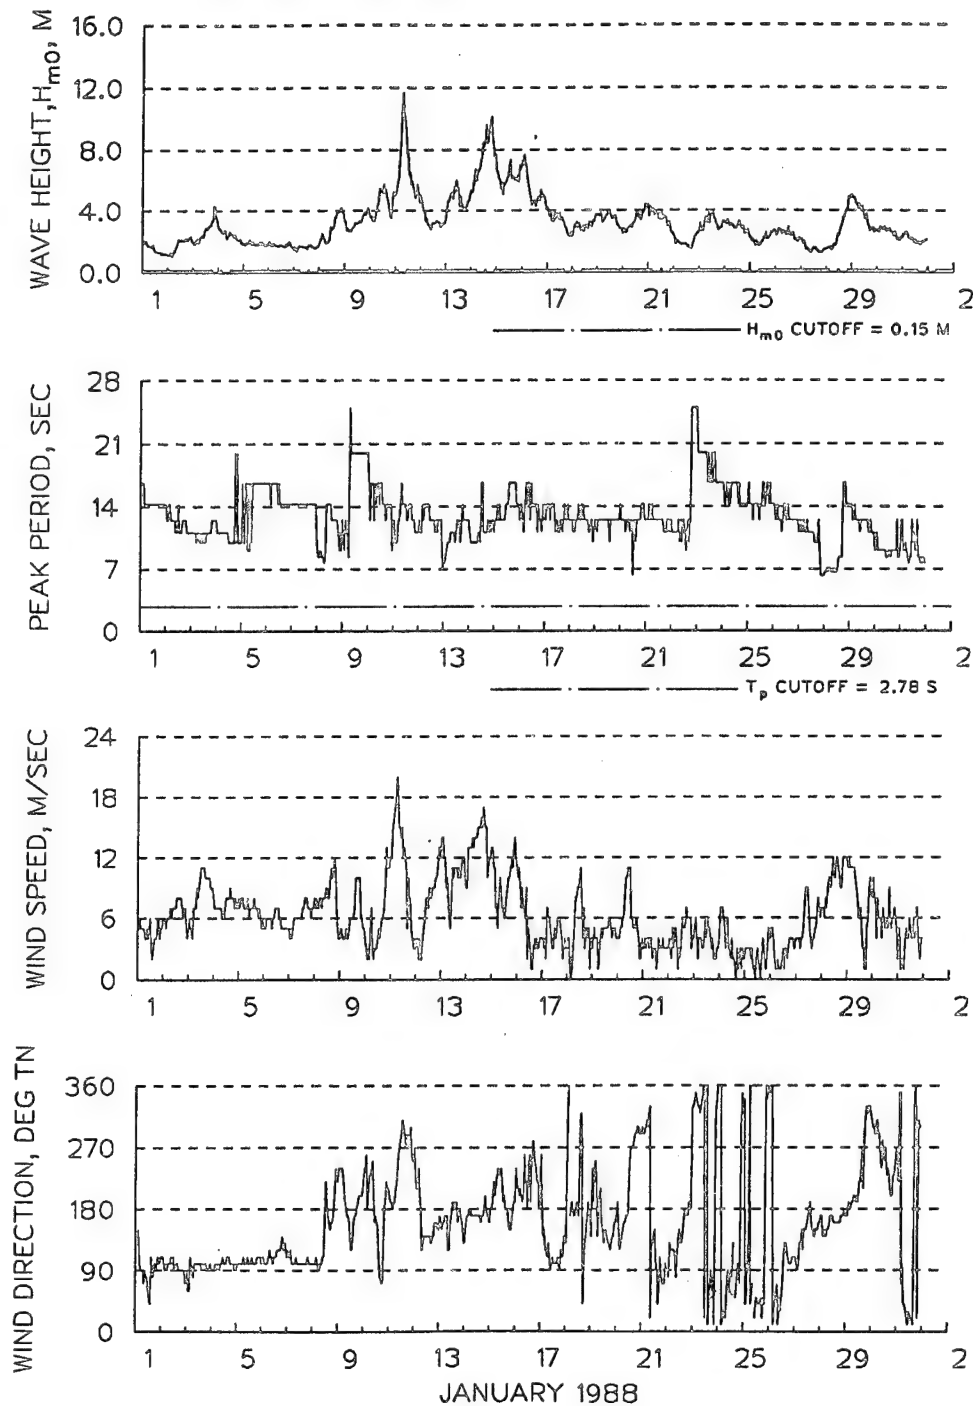 WAVE HEIGHT, Hm0, M
16.0
12.0
8.0
4.0
0.0
1 5 9 13 17 21 25 29 2
Hm0 CUTOFF = 0.15 M
PEAK PERIOD, SEC
28
21
14
7
0
1 5 9 13 17 21 25 29 2
Tp CUTOFF = 2.78 S
WIND SPEED, M/SEC
24
18
12
6
0
1 5 9 13 17 21 25 29 2
WIND DIRECTION, DEG TN
360
270
180
90
0
1 5 9 13 17 21 25 29 2
JANUARY 1988